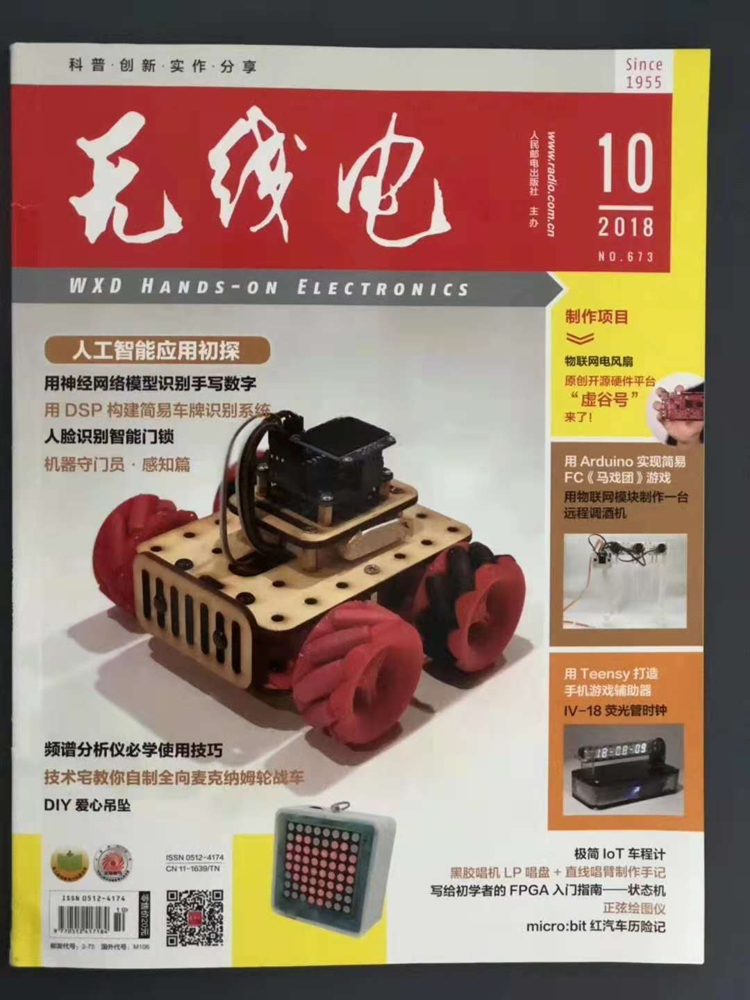 科普·创新·实作·分享
Since
1955
无线电
人民邮电出版社 主办
www.radio.com.cn
10
2018
NO.673
WXD HANDS-ON ELECTRONICS
人工智能应用初探
用神经网络模型识别手写数字
用 DSP 构建简易车牌识别系统
人脸识别智能门锁
机器守门员·感知篇
制作项目
物联网电风扇
原创开源硬件平台
“虚谷号”
来了!
用 Arduino 实现简易
FC《马戏团》游戏
用物联网模块制作一台
远程调酒机
用 Teensy 打造
手机游戏辅助器
IV-18 荧光管时钟
18-08-09
频谱分析仪必学使用技巧
技术宅教你自制全向麦克纳姆轮战车
DIY 爱心吊坠
极简 IoT 车程计
黑胶唱机 LP 唱盘 + 直线唱臂制作手记
写给初学者的 FPGA 入门指南——状态机
正弦绘图仪
micro:bit 红汽车历险记
ISSN 0512-4174
CN 11-1639/TN
ISSN 0512-4174
10>
9 770512 417184
零售价20元
邮发代号：2-75 国外代号：M106